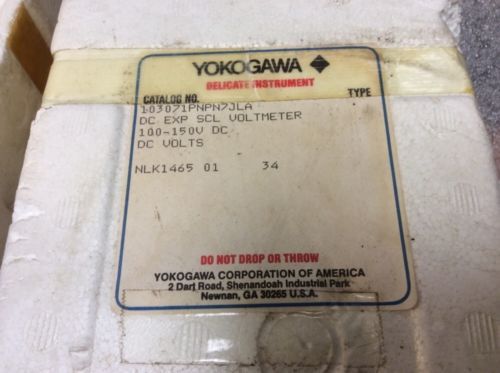 YOKOGAWA
DELICATE INSTRUMENT
CATALOG NO. TYPE
103071PNPN7JLA
DC EXP SCL VOLTMETER
100-150V DC
DC VOLTS
NLK1465 01 34
DO NOT DROP OR THROW
YOKOGAWA CORPORATION OF AMERICA
2 Dart Road, Shenandoah Industrial Park
Newnan, GA 30265 U.S.A.